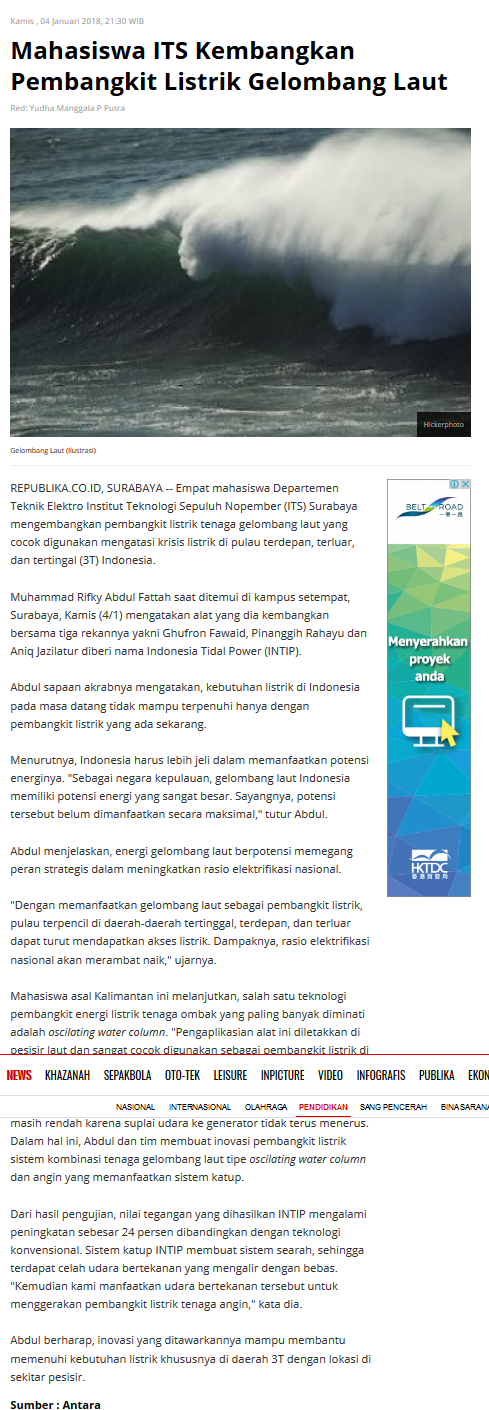 Kamis , 04 Januari 2018, 21:30 WIB
Mahasiswa ITS Kembangkan
Pembangkit Listrik Gelombang Laut
Red: Yudha Manggala P Putra
Hickerphoto
Gelombang Laut (Ilustrasi)
REPUBLIKA.CO.ID, SURABAYA -- Empat mahasiswa Departemen
Teknik Elektro Institut Teknologi Sepuluh Nopember (ITS) Surabaya
mengembangkan pembangkit listrik tenaga gelombang laut yang
cocok digunakan mengatasi krisis listrik di pulau terdepan, terluar,
dan tertingal (3T) Indonesia.
Muhammad Rifky Abdul Fattah saat ditemui di kampus setempat,
Surabaya, Kamis (4/1) mengatakan alat yang dia kembangkan
bersama tiga rekannya yakni Ghufron Fawaid, Pinanggih Rahayu dan
Aniq Jazilatur diberi nama Indonesia Tidal Power (INTIP).
Abdul sapaan akrabnya mengatakan, kebutuhan listrik di Indonesia
pada masa datang tidak mampu terpenuhi hanya dengan
pembangkit listrik yang ada sekarang.
Menurutnya, Indonesia harus lebih jeli dalam memanfaatkan potensi
energinya. "Sebagai negara kepulauan, gelombang laut Indonesia
memiliki potensi energi yang sangat besar. Sayangnya, potensi
tersebut belum dimanfaatkan secara maksimal," tutur Abdul.
Abdul menjelaskan, energi gelombang laut berpotensi memegang
peran strategis dalam meningkatkan rasio elektrifikasi nasional.
"Dengan memanfaatkan gelombang laut sebagai pembangkit listrik,
pulau terpencil di daerah-daerah tertinggal, terdepan, dan terluar
dapat turut mendapatkan akses listrik. Dampaknya, rasio elektrifikasi
nasional akan merambat naik," ujarnya.
Mahasiswa asal Kalimantan ini melanjutkan, salah satu teknologi
pembangkit energi listrik tenaga ombak yang paling banyak diminati
adalah oscilating water column. "Pengaplikasian alat ini diletakkan di
pesisir laut dan sangat cocok digunakan sebagai pembangkit listrik di
BELT ROAD
一帶一路
Menyerahkan
proyek
anda
HKTDC
香港貿發局
NEWS KHAZANAH SEPAKBOLA OTO-TEK LEISURE INPICTURE VIDEO INFOGRAFIS PUBLIKA EKON
NASIONAL INTERNASIONAL OLAHRAGA PENDIDIKAN SANG PENCERAH BINA SARANA
masih rendah karena suplai udara ke generator tidak terus menerus.
Dalam hal ini, Abdul dan tim membuat inovasi pembangkit listrik
sistem kombinasi tenaga gelombang laut tipe oscilating water column
dan angin yang memanfaatkan sistem katup.
Dari hasil pengujian, nilai tegangan yang dihasilkan INTIP mengalami
peningkatan sebesar 24 persen dibandingkan dengan teknologi
konvensional. Sistem katup INTIP membuat sistem searah, sehingga
terdapat celah udara bertekanan yang mengalir dengan bebas.
"Kemudian kami manfaatkan udara bertekanan tersebut untuk
menggerakan pembangkit listrik tenaga angin," kata dia.
Abdul berharap, inovasi yang ditawarkannya mampu membantu
memenuhi kebutuhan listrik khususnya di daerah 3T dengan lokasi di
sekitar pesisir.
Sumber : Antara